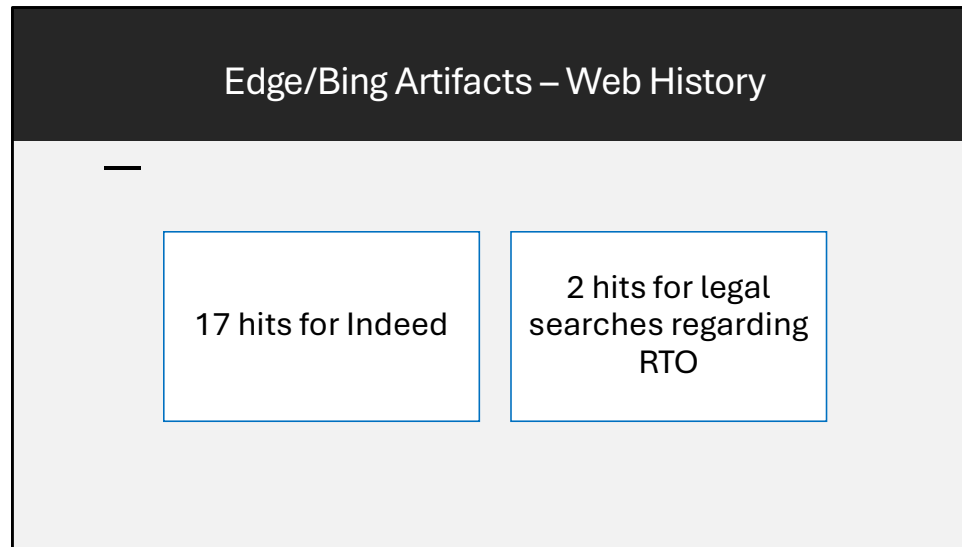 Edge/Bing Artifacts – Web History
17 hits for Indeed
2 hits for legal
searches regarding
RTO